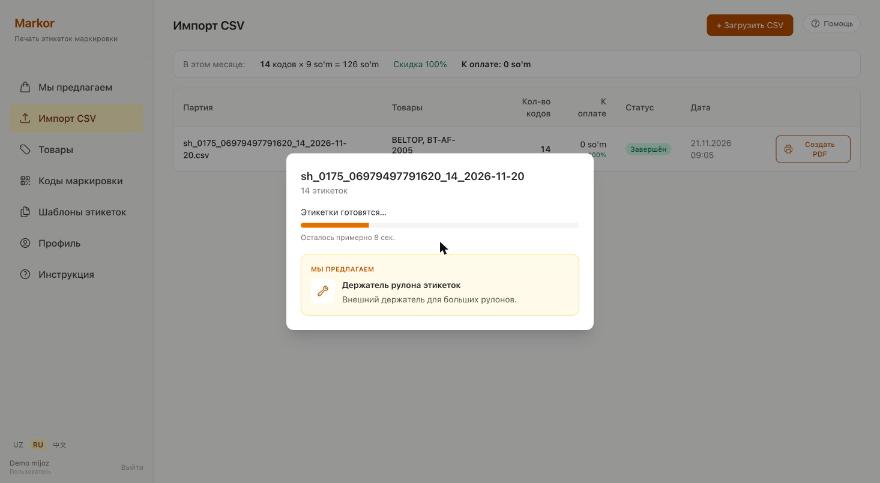 Markor
Печать этикеток маркировки
Мы предлагаем
Импорт CSV
Товары
Коды маркировки
Шаблоны этикеток
Профиль
Инструкция
UZ RU 中文
Demo mijoz
Пользователь
Выйти
Импорт CSV
+ Загрузить CSV
Помощь
В этом месяце: 14 кодов × 9 so'm = 126 so'm Скидка 100% К оплате: 0 so'm
Партия Товары Кол-во кодов К оплате Статус Дата
sh_0175_06979497791620_14_2026-11-
20.csv
BELTOP, BT-AF-
2005
14
0 so'm
Завершён
21.11.2026
09:05
Создать
PDF
sh_0175_06979497791620_14_2026-11-20
14 этикеток
Этикетки готовятся...
Осталось примерно 8 сек.
МЫ ПРЕДЛАГАЕМ
Держатель рулона этикеток
Внешний держатель для больших рулонов.